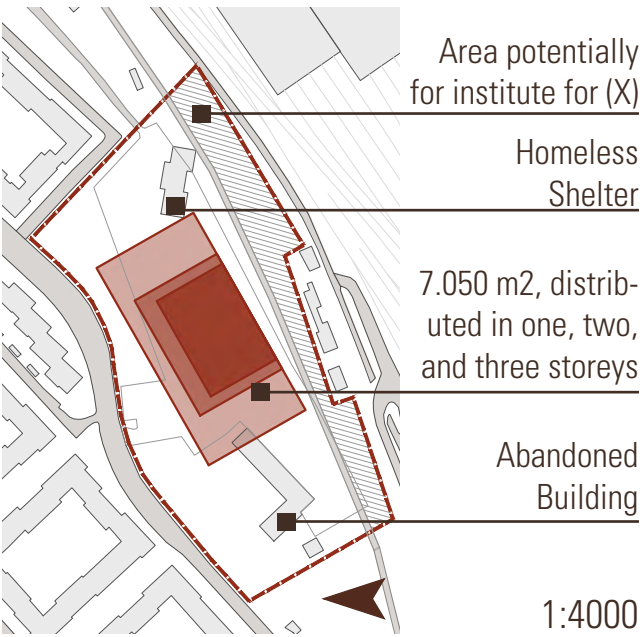 Area potentially
for institute for (X)
Homeless
Shelter
7.050 m2, distrib-
uted in one, two,
and three storeys
Abandoned
Building
1:4000